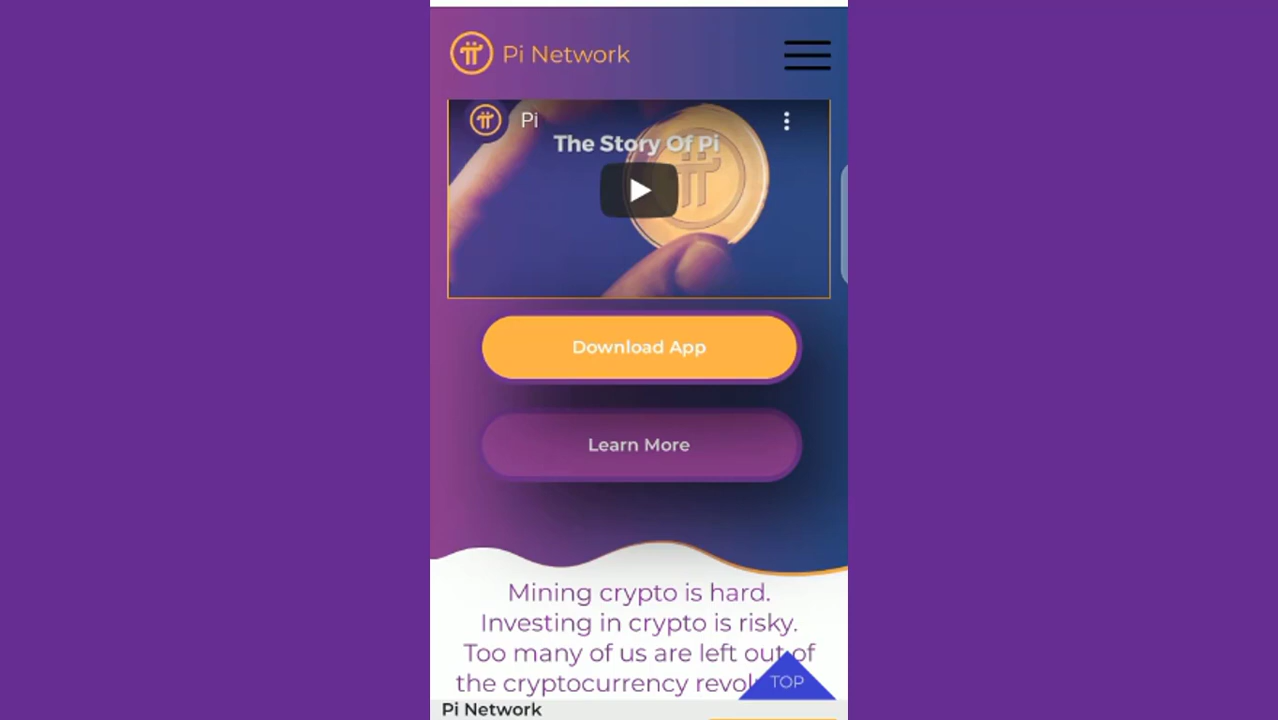 Pi Network
Pi
The Story Of Pi
Download App
Learn More
Mining crypto is hard.
Investing in crypto is risky.
Too many of us are left out of
the cryptocurrency
TOP
Pi Network